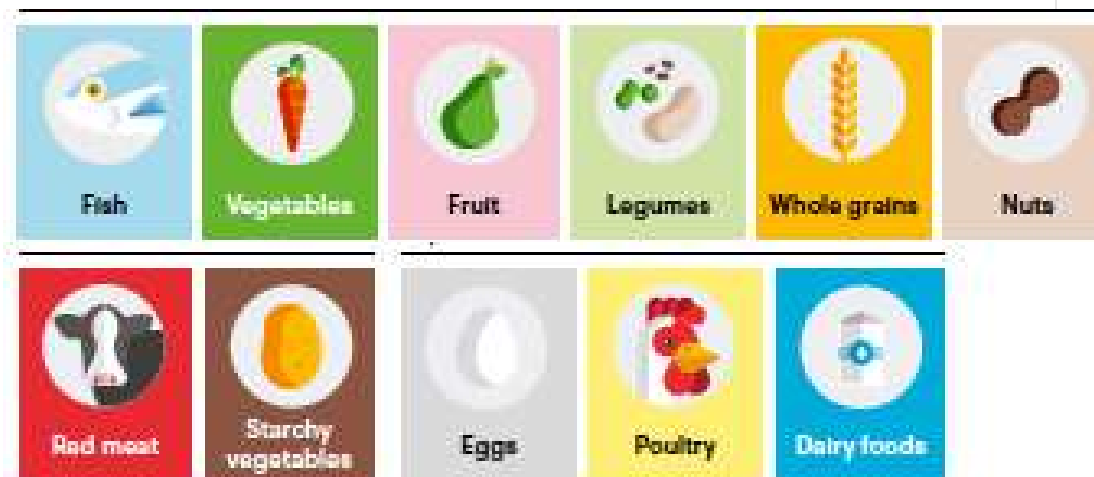 Fish
Vegetables
Fruit
Legumes
Whole grains
Nuts
Red meat
Starchy
vegetables
Eggs
Poultry
Dairy foods